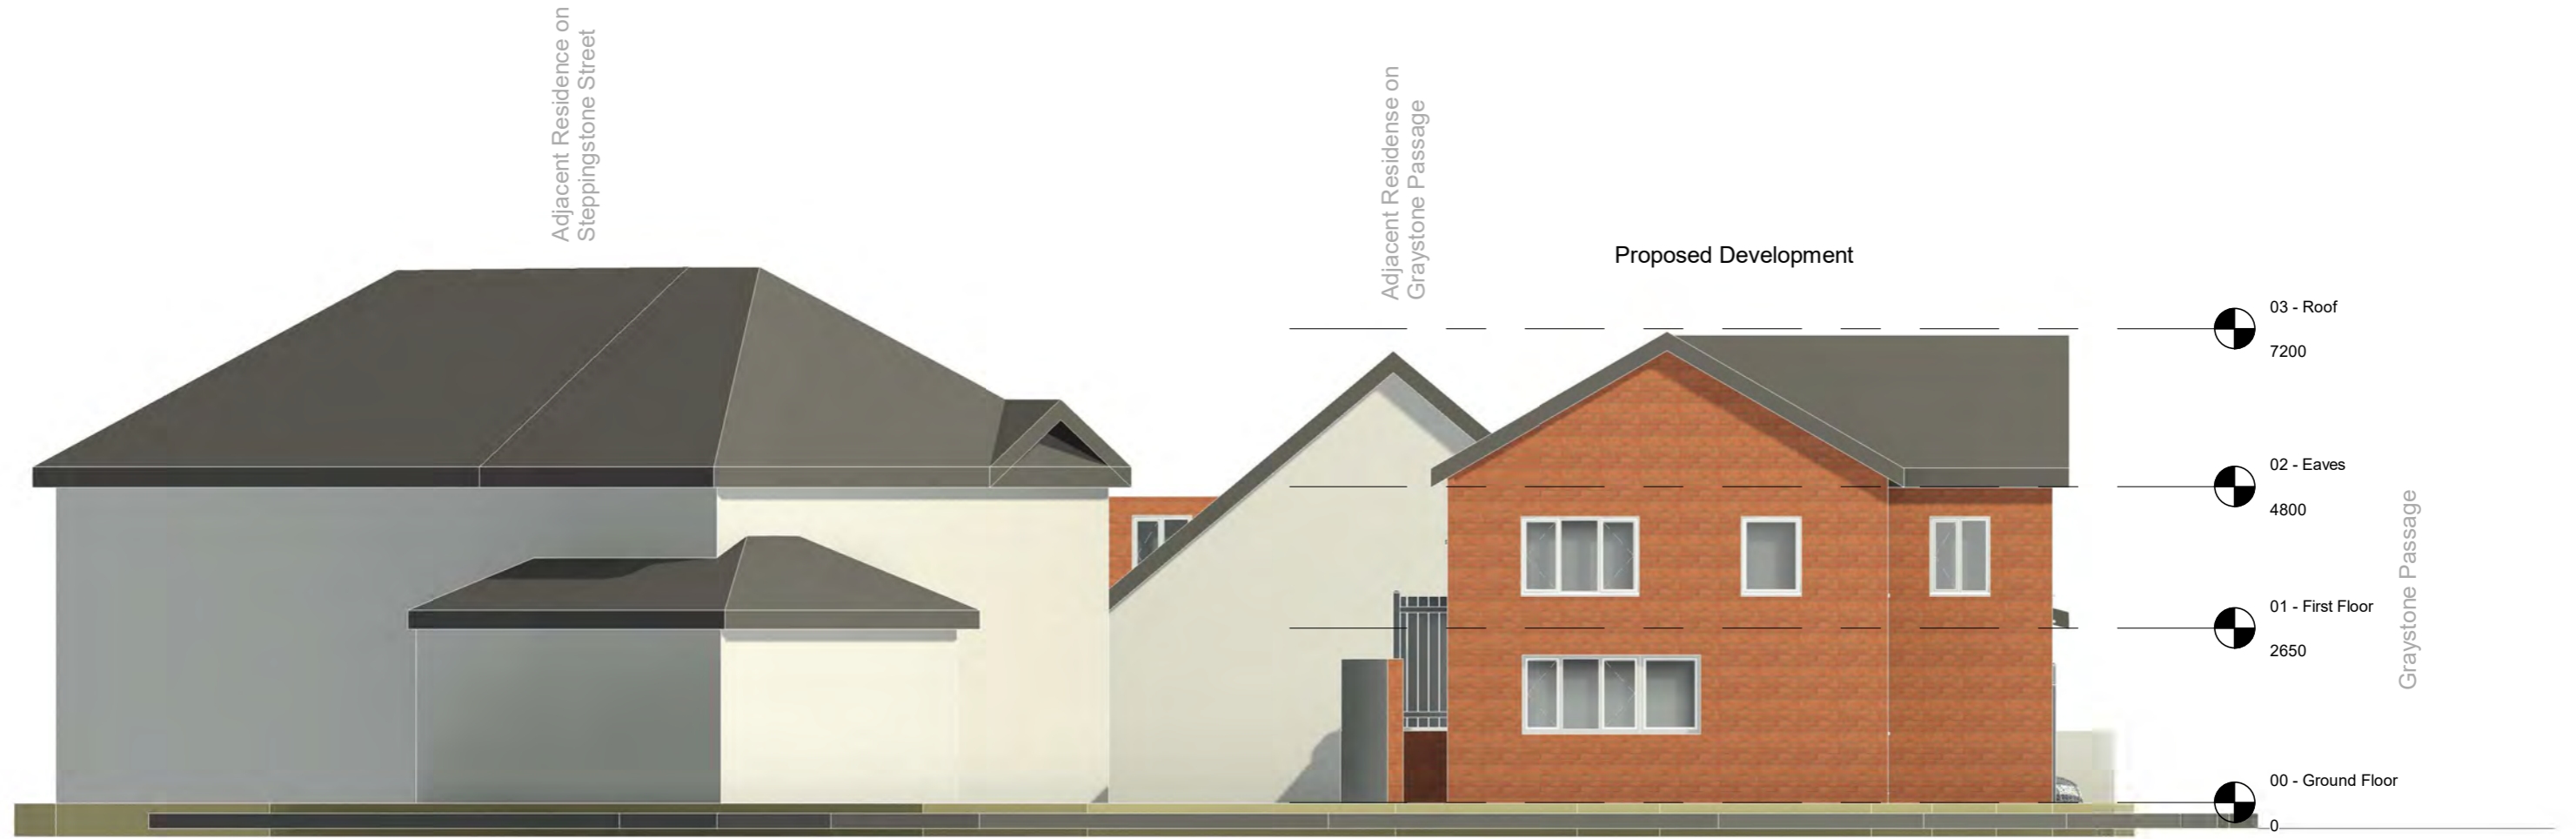 Adjacent Residence on
Steppingstone Street
Adjacent Residense on
Graystone Passage
Proposed Development
03 - Roof
7200
02 - Eaves
4800
01 - First Floor
2650
00 - Ground Floor
0
Graystone Passage